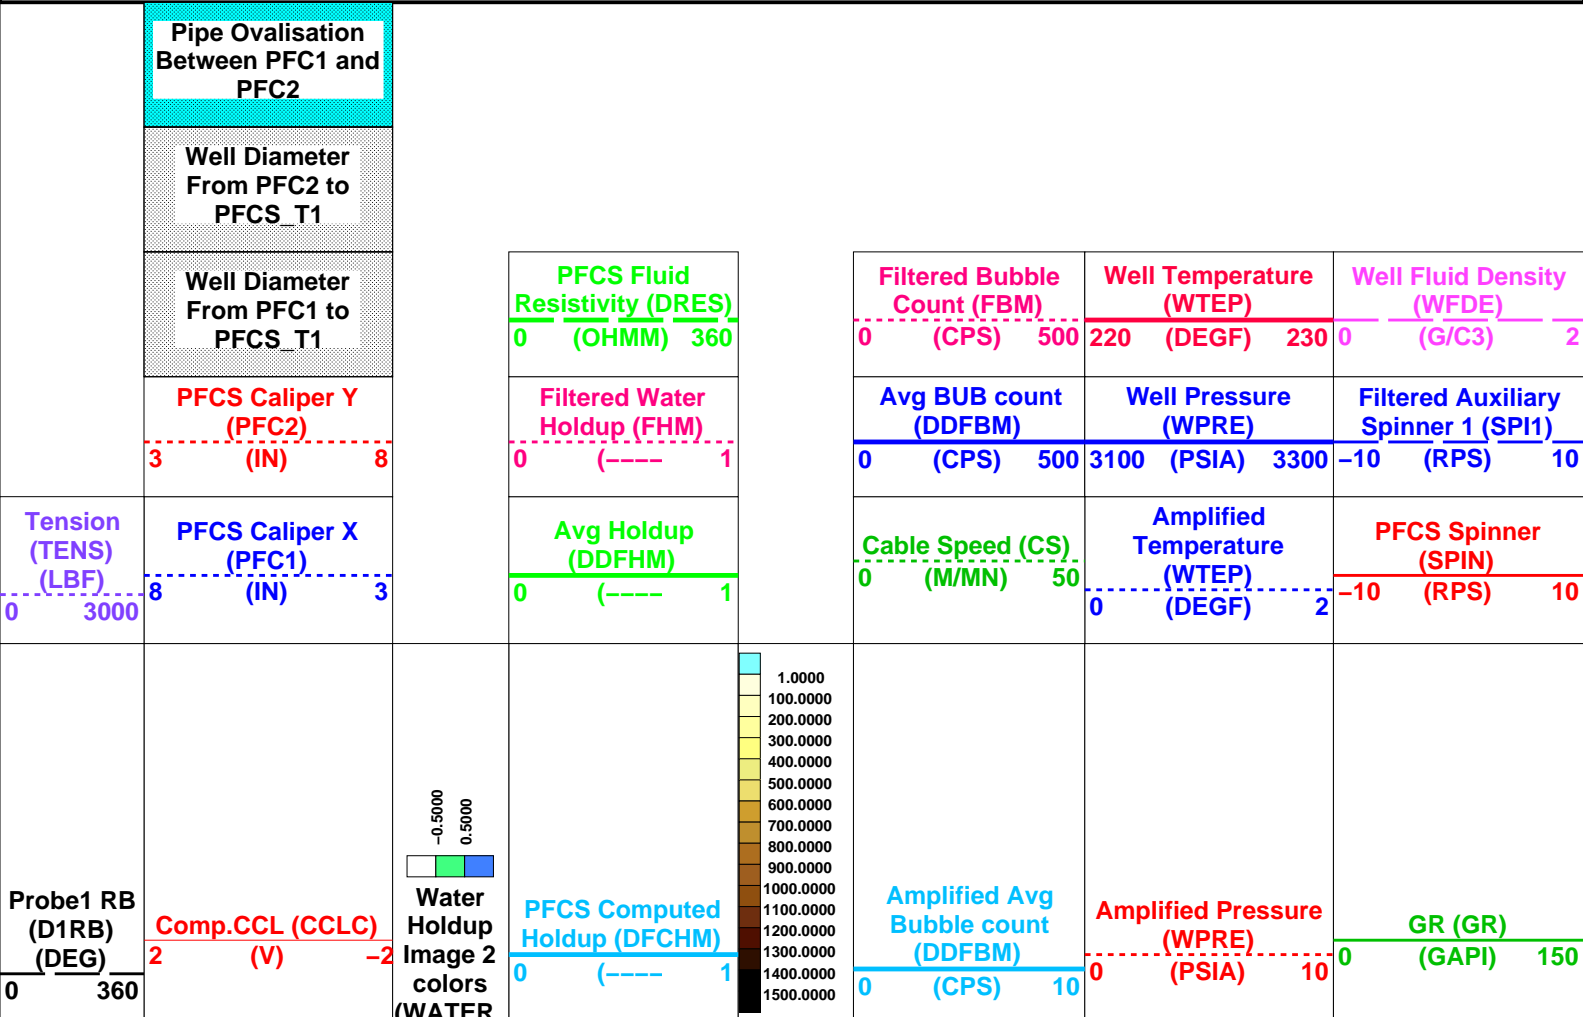 Pipe Ovalisation
Between PFC1 and
PFC2
Well Diameter
From PFC2 to
PFCS_T1
Well Diameter
From PFC1 to
PFCS_T1
PFCS Fluid
Resistivity (DRES)
0 (OHMM) 360
Filtered Bubble
Count (FBM)
0 (CPS) 500
Well Temperature
(WTEP)
220 (DEGF) 230
Well Fluid Density
(WFDE)
0 (G/C3) 2
PFCS Caliper Y
(PFC2)
3 (IN) 8
Filtered Water
Holdup (FHM)
0 (−−−− 1
Avg BUB count
(DDFBM)
0 (CPS) 500
Well Pressure
(WPRE)
3100 (PSIA) 3300
Filtered Auxiliary
Spinner 1 (SPI1)
−10 (RPS) 10
Tension
(TENS)
(LBF)
0 3000
PFCS Caliper X
(PFC1)
8 (IN) 3
Avg Holdup
(DDFHM)
0 (−−−− 1
Cable Speed (CS)
0 (M/MN) 50
Amplified
Temperature
(WTEP)
0 (DEGF) 2
PFCS Spinner
(SPIN)
−10 (RPS) 10
Probe1 RB
(D1RB)
(DEG)
0 360
Comp.CCL (CCLC)
2 (V) −2
−0.5000
0.5000
Water
Holdup
Image 2
colors
(WATER
PFCS Computed
Holdup (DFCHM)
0 (−−−− 1
1.0000
100.0000
200.0000
300.0000
400.0000
500.0000
600.0000
700.0000
800.0000
900.0000
1000.0000
1100.0000
1200.0000
1300.0000
1400.0000
1500.0000
Amplified Avg
Bubble count
(DDFBM)
0 (CPS) 10
Amplified Pressure
(WPRE)
0 (PSIA) 10
GR (GR)
0 (GAPI) 150